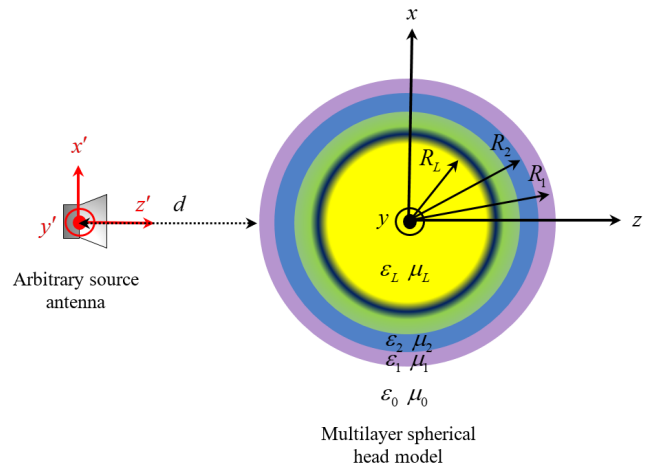 x
x′
y′
z′
d
R_L
R_2
R_1
y
z
ε_L μ_L
Arbitrary source
antenna
ε_2 μ_2
ε_1 μ_1
ε_0 μ_0
Multilayer spherical
head model